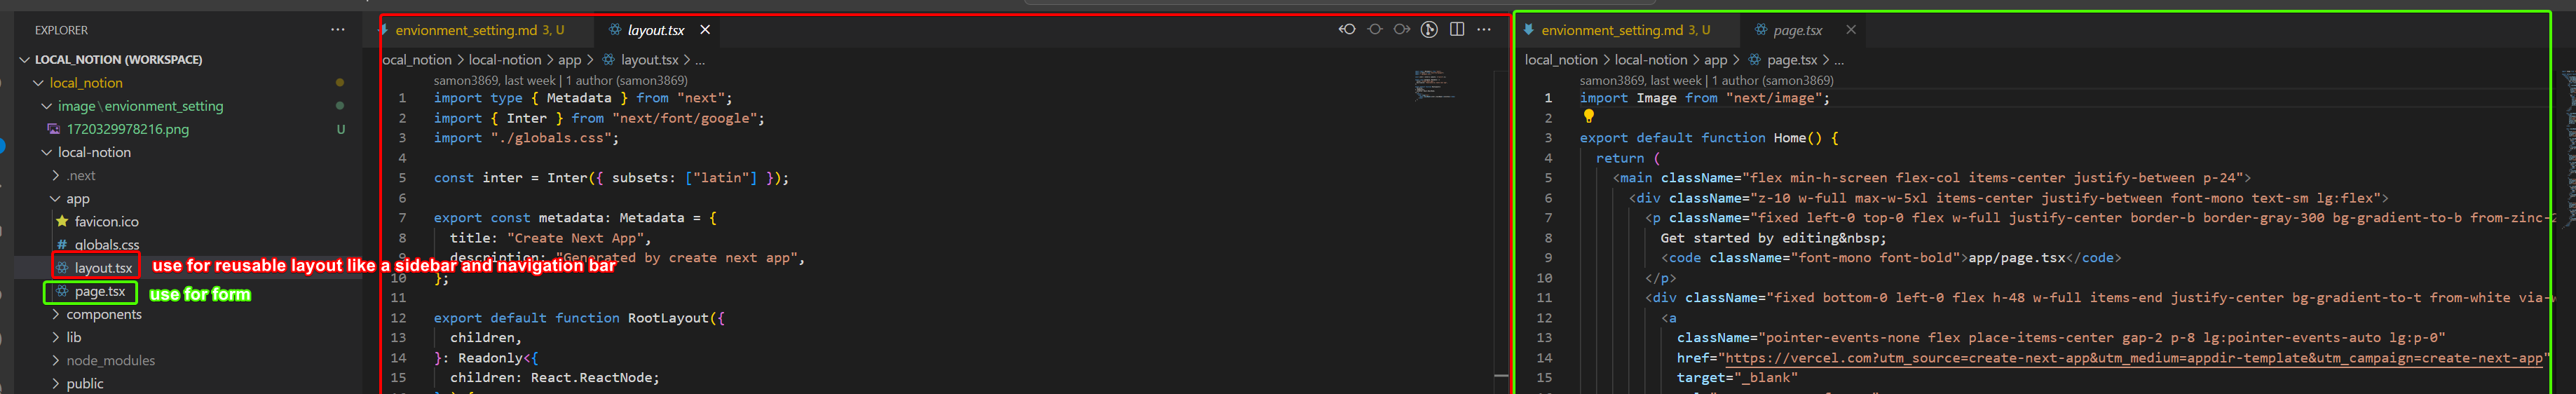 EXPLORER
LOCAL_NOTION (WORKSPACE)
local_notion
image\envionment_setting
1720329978216.png U
local-notion
.next
app
favicon.ico
globals.css
layout.tsx
page.tsx
components
lib
node_modules
public
use for reusable layout like a sidebar and navigation bar
use for form
envionment_setting.md 3, U
layout.tsx
ocal_notion > local-notion > app > layout.tsx > ...
samon3869, last week | 1 author (samon3869)
1 import type { Metadata } from "next";
2 import { Inter } from "next/font/google";
3 import "./globals.css";
4
5 const inter = Inter({ subsets: ["latin"] });
6
7 export const metadata: Metadata = {
8 title: "Create Next App",
9 description: "Generated by create next app",
10 };
11
12 export default function RootLayout({
13 children,
14 }: Readonly<{
15 children: React.ReactNode;
envionment_setting.md 3, U
page.tsx
local_notion > local-notion > app > page.tsx > ...
samon3869, last week | 1 author (samon3869)
1 import Image from "next/image";
2
3 export default function Home() {
4 return (
5 <main className="flex min-h-screen flex-col items-center justify-between p-24">
6 <div className="z-10 w-full max-w-5xl items-center justify-between font-mono text-sm lg:flex">
7 <p className="fixed left-0 top-0 flex w-full justify-center border-b border-gray-300 bg-gradient-to-b from-zinc-2
8 Get started by editing&nbsp;
9 <code className="font-mono font-bold">app/page.tsx</code>
10 </p>
11 <div className="fixed bottom-0 left-0 flex h-48 w-full items-end justify-center bg-gradient-to-t from-white via-w
12 <a
13 className="pointer-events-none flex place-items-center gap-2 p-8 lg:pointer-events-auto lg:p-0"
14 href="https://vercel.com?utm_source=create-next-app&utm_medium=appdir-template&utm_campaign=create-next-app"
15 target="_blank"